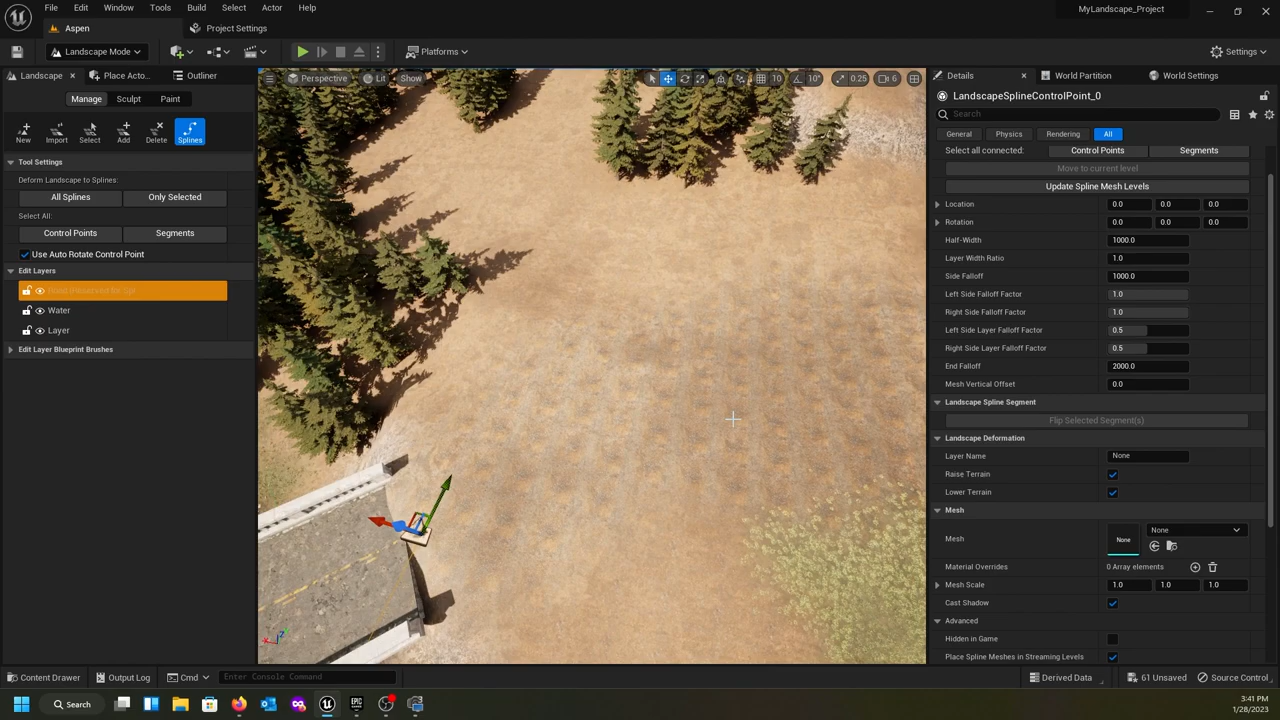 File Edit Window Tools Build Select Actor Help
MyLandscape_Project
Aspen
Project Settings
Landscape Mode
Platforms
Settings
Landscape
Place Acto...
Outliner
Perspective
Lit
Show
10
10°
0.25
6
Details
World Partition
World Settings
Manage
Sculpt
Paint
LandscapeSplineControlPoint_0
Search
New
Import
Select
Add
Delete
Splines
General
Physics
Rendering
All
Select all connected:
Control Points
Segments
Tool Settings
Move to current level
Deform Landscape to Splines:
Update Spline Mesh Levels
All Splines
Only Selected
Location 0.0 0.0 0.0
Select All:
Rotation 0.0 0.0 0.0
Control Points
Segments
Half-Width 1000.0
Use Auto Rotate Control Point
Layer Width Ratio 1.0
Edit Layers
Side Falloff 1000.0
Left Side Falloff Factor 1.0
Water
Right Side Falloff Factor 1.0
Layer
Left Side Layer Falloff Factor 0.5
Edit Layer Blueprint Brushes
Right Side Layer Falloff Factor 0.5
End Falloff 2000.0
Mesh Vertical Offset 0.0
Landscape Spline Segment
Flip Selected Segment(s)
Landscape Deformation
Layer Name None
Raise Terrain
Lower Terrain
Mesh
Mesh None None
Material Overrides 0 Array elements
Mesh Scale 1.0 1.0 1.0
Cast Shadow
Advanced
Hidden in Game
Place Spline Meshes in Streaming Levels
Content Drawer
Output Log
Cmd
Enter Console Command
Derived Data
61 Unsaved
Source Control
Search
3:41 PM
1/28/2023